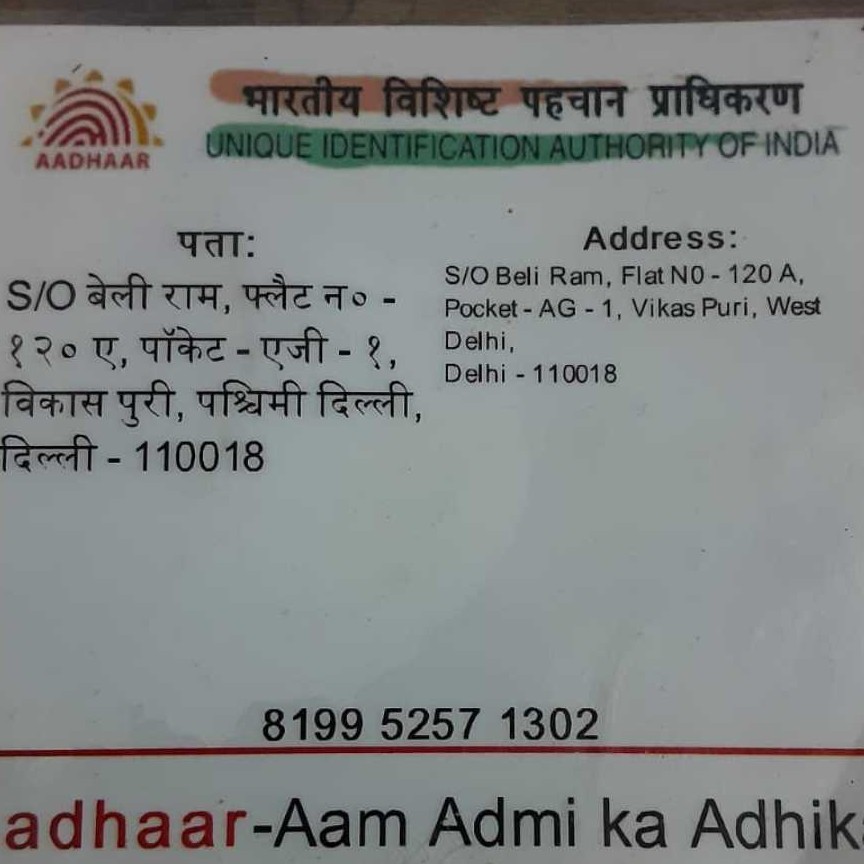 भारतीय विशिष्ट पहचान प्राधिकरण
UNIQUE IDENTIFICATION AUTHORITY OF INDIA
AADHAAR
पता:
S/O बेली राम, फ्लैट न० -
१२० ए, पॉकेट - एजी - १,
विकास पुरी, पश्चिमी दिल्ली,
दिल्ली - 110018
Address:
S/O Beli Ram, Flat N0 - 120 A,
Pocket - AG - 1, Vikas Puri, West
Delhi,
Delhi - 110018
8199 5257 1302
adhaar-Aam Admi ka Adhik